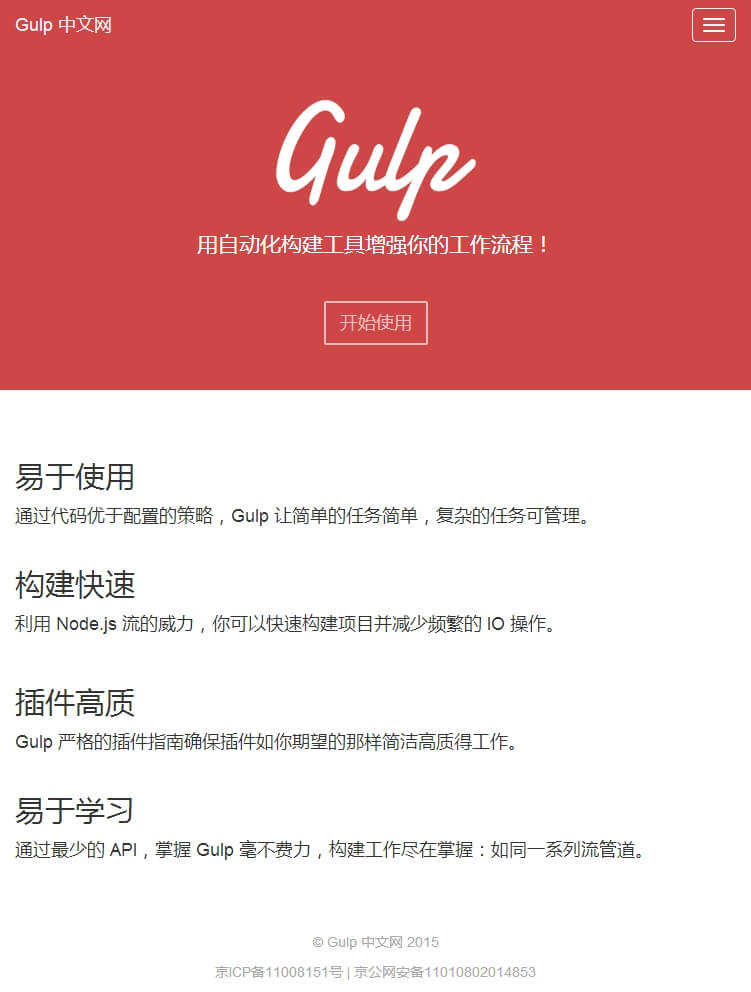 Gulp 中文网
Gulp
用自动化构建工具增强你的工作流程！
开始使用
易于使用
通过代码优于配置的策略，Gulp 让简单的任务简单，复杂的任务可管理。
构建快速
利用 Node.js 流的威力，你可以快速构建项目并减少频繁的 IO 操作。
插件高质
Gulp 严格的插件指南确保插件如你期望的那样简洁高质得工作。
易于学习
通过最少的 API，掌握 Gulp 毫不费力，构建工作尽在掌握：如同一系列流管道。
© Gulp 中文网 2015
京ICP备11008151号 | 京公网安备11010802014853